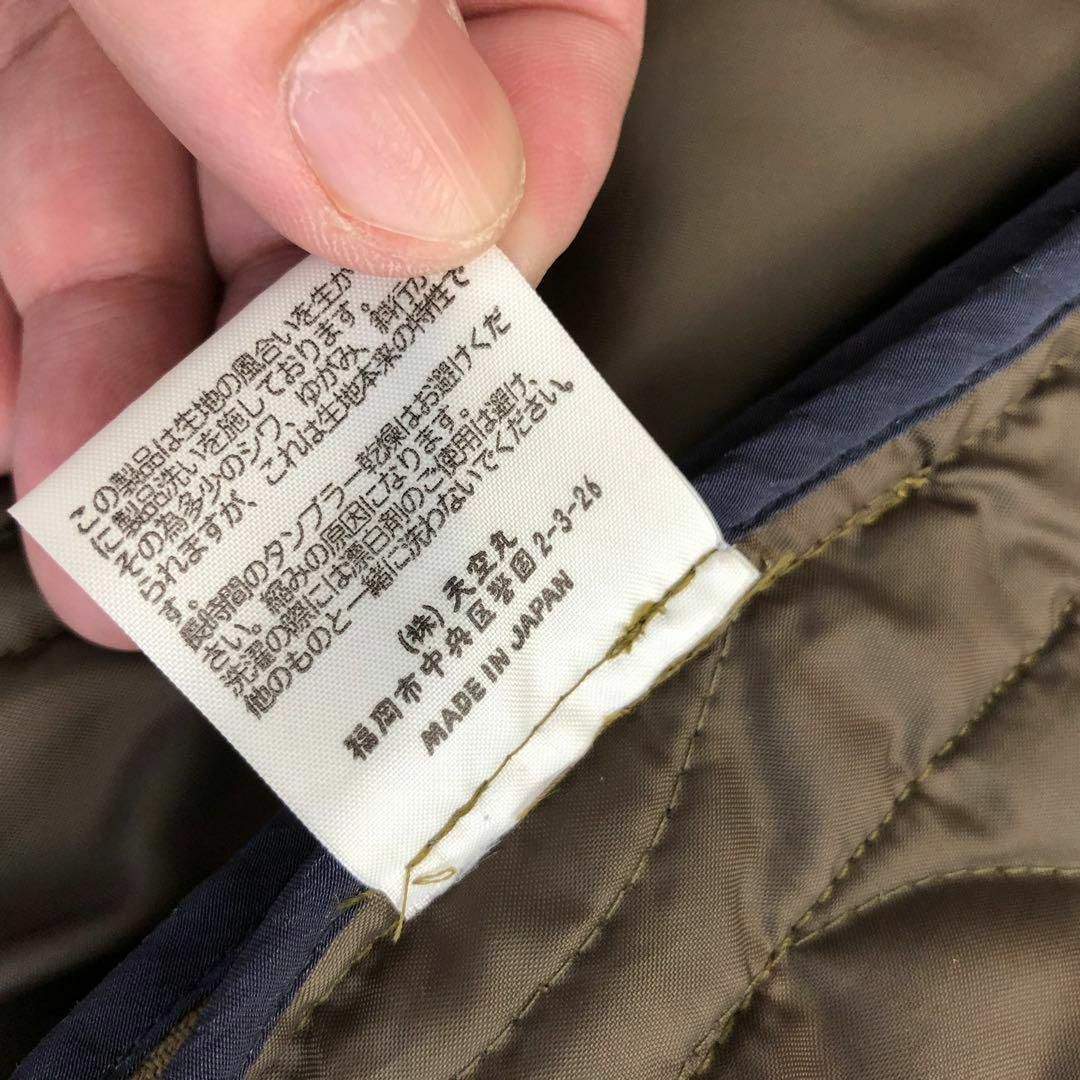 この製品は生地の風合いを生か
に製品洗いを施しております。
その為多少のシワ、ゆがみ、斜行が
られますが、これは生地本来の特性で
す。
長時間のタンブラー乾燥はお避けくだ
さい。縮みの原因になります。
洗濯の際には漂白剤のご使用は避け、
他のものと一緒に洗わないでください。
(株)天空丸
福岡市中央区警固2-3-26
MADE IN JAPAN